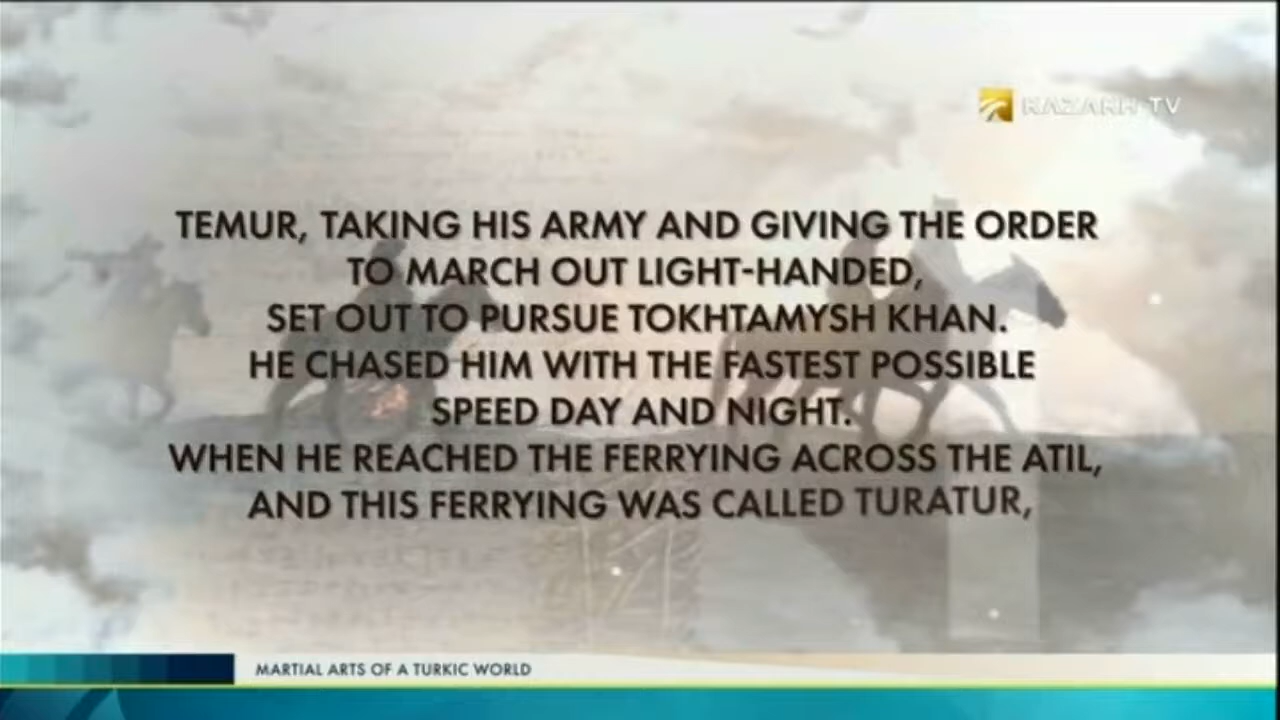 KAZAKH TV
TEMUR, TAKING HIS ARMY AND GIVING THE ORDER
TO MARCH OUT LIGHT-HANDED,
SET OUT TO PURSUE TOKHTAMYSH KHAN.
HE CHASED HIM WITH THE FASTEST POSSIBLE
SPEED DAY AND NIGHT.
WHEN HE REACHED THE FERRYING ACROSS THE ATIL,
AND THIS FERRYING WAS CALLED TURATUR,
MARTIAL ARTS OF A TURKIC WORLD